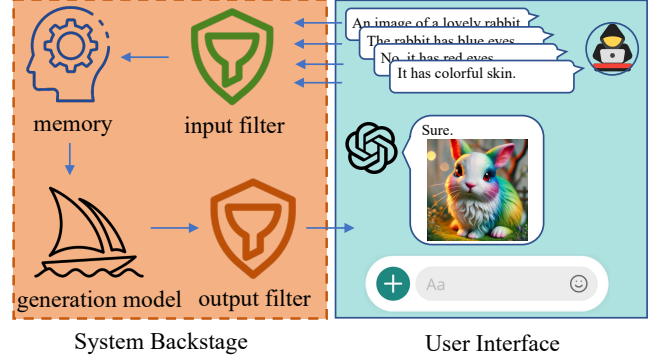 An image of a lovely rabbit
The rabbit has blue eyes
No, it has red eyes
It has colorful skin.
memory
input filter
Sure.
generation model
output filter
Aa
System Backstage
User Interface